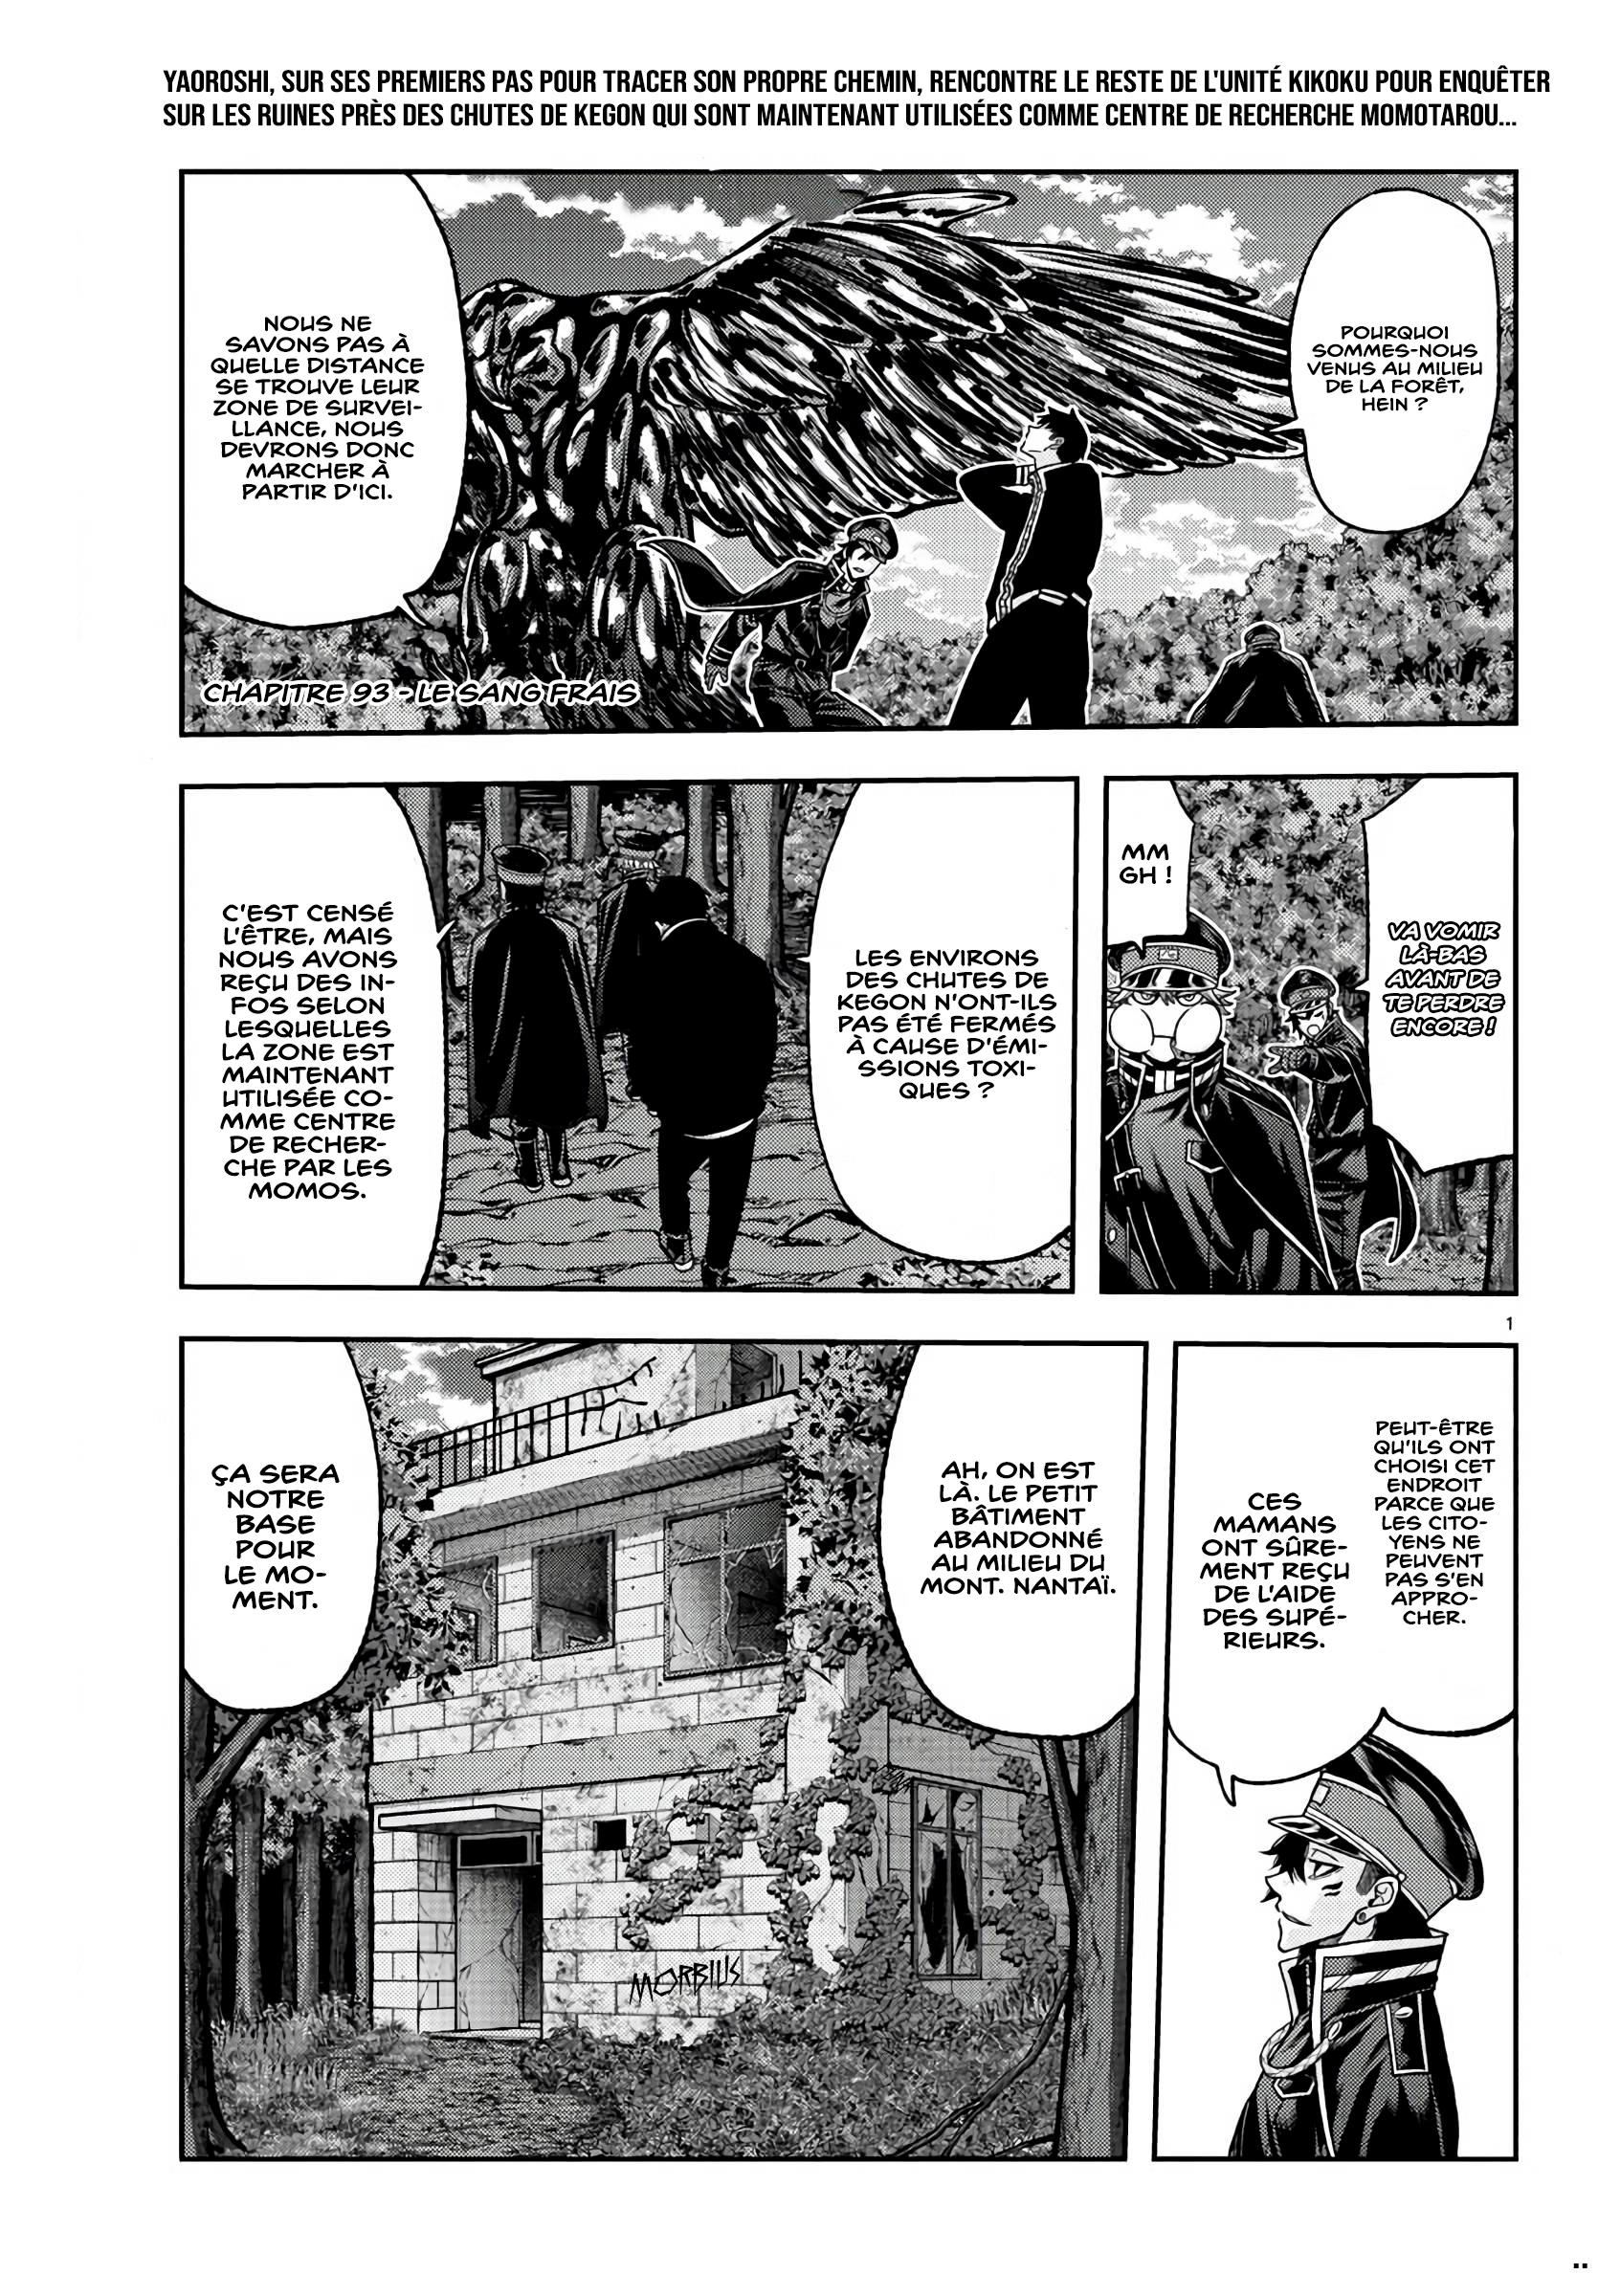 YAOROSHI, SUR SES PREMIERS PAS POUR TRACER SON PROPRE CHEMIN, RENCONTRE LE RESTE DE L'UNITÉ KIKOKU POUR ENQUÊTER
SUR LES RUINES PRÈS DES CHUTES DE KEGON QUI SONT MAINTENANT UTILISÉES COMME CENTRE DE RECHERCHE MOMOTAROU...
POURQUOI
SOMMES-NOUS
VENUS AU MILIEU
DE LA FORÊT,
HEIN ?
NOUS NE
SAVONS PAS À
QUELLE DISTANCE
SE TROUVE LEUR
ZONE DE SURVEI-
LLANCE, NOUS
DEVRONS DONC
MARCHER À
PARTIR D'ICI.
CHAPITRE 93 - LE SANG FRAIS
VA VOMIR
LÀ-BAS
AVANT DE
TE PERDRE
ENCORE !
MM
GH !
LES ENVIRONS
DES CHUTES DE
KEGON N'ONT-ILS
PAS ÉTÉ FERMÉS
À CAUSE D'ÉMI-
SSIONS TOXI-
QUES ?
C'EST CENSÉ
L'ÊTRE, MAIS
NOUS AVONS
REÇU DES IN-
FOS SELON
LESQUELLES
LA ZONE EST
MAINTENANT
UTILISÉE CO-
MME CENTRE
DE RECHER-
CHE PAR LES
MOMOS.
1
PEUT-ÊTRE
QU'ILS ONT
CHOISI CET
ENDROIT
PARCE QUE
LES CITO-
YENS NE
PEUVENT
PAS S'EN
APPRO-
CHER.
CES
MAMANS
ONT SÛRE-
MENT REÇU
DE L'AIDE
DES SUPÉ-
RIEURS.
AH, ON EST
LÀ. LE PETIT
BÂTIMENT
ABANDONNÉ
AU MILIEU DU
MONT. NANTAÏ.
ÇA SERA
NOTRE
BASE
POUR
LE MO-
MENT.
MORBIUS
..